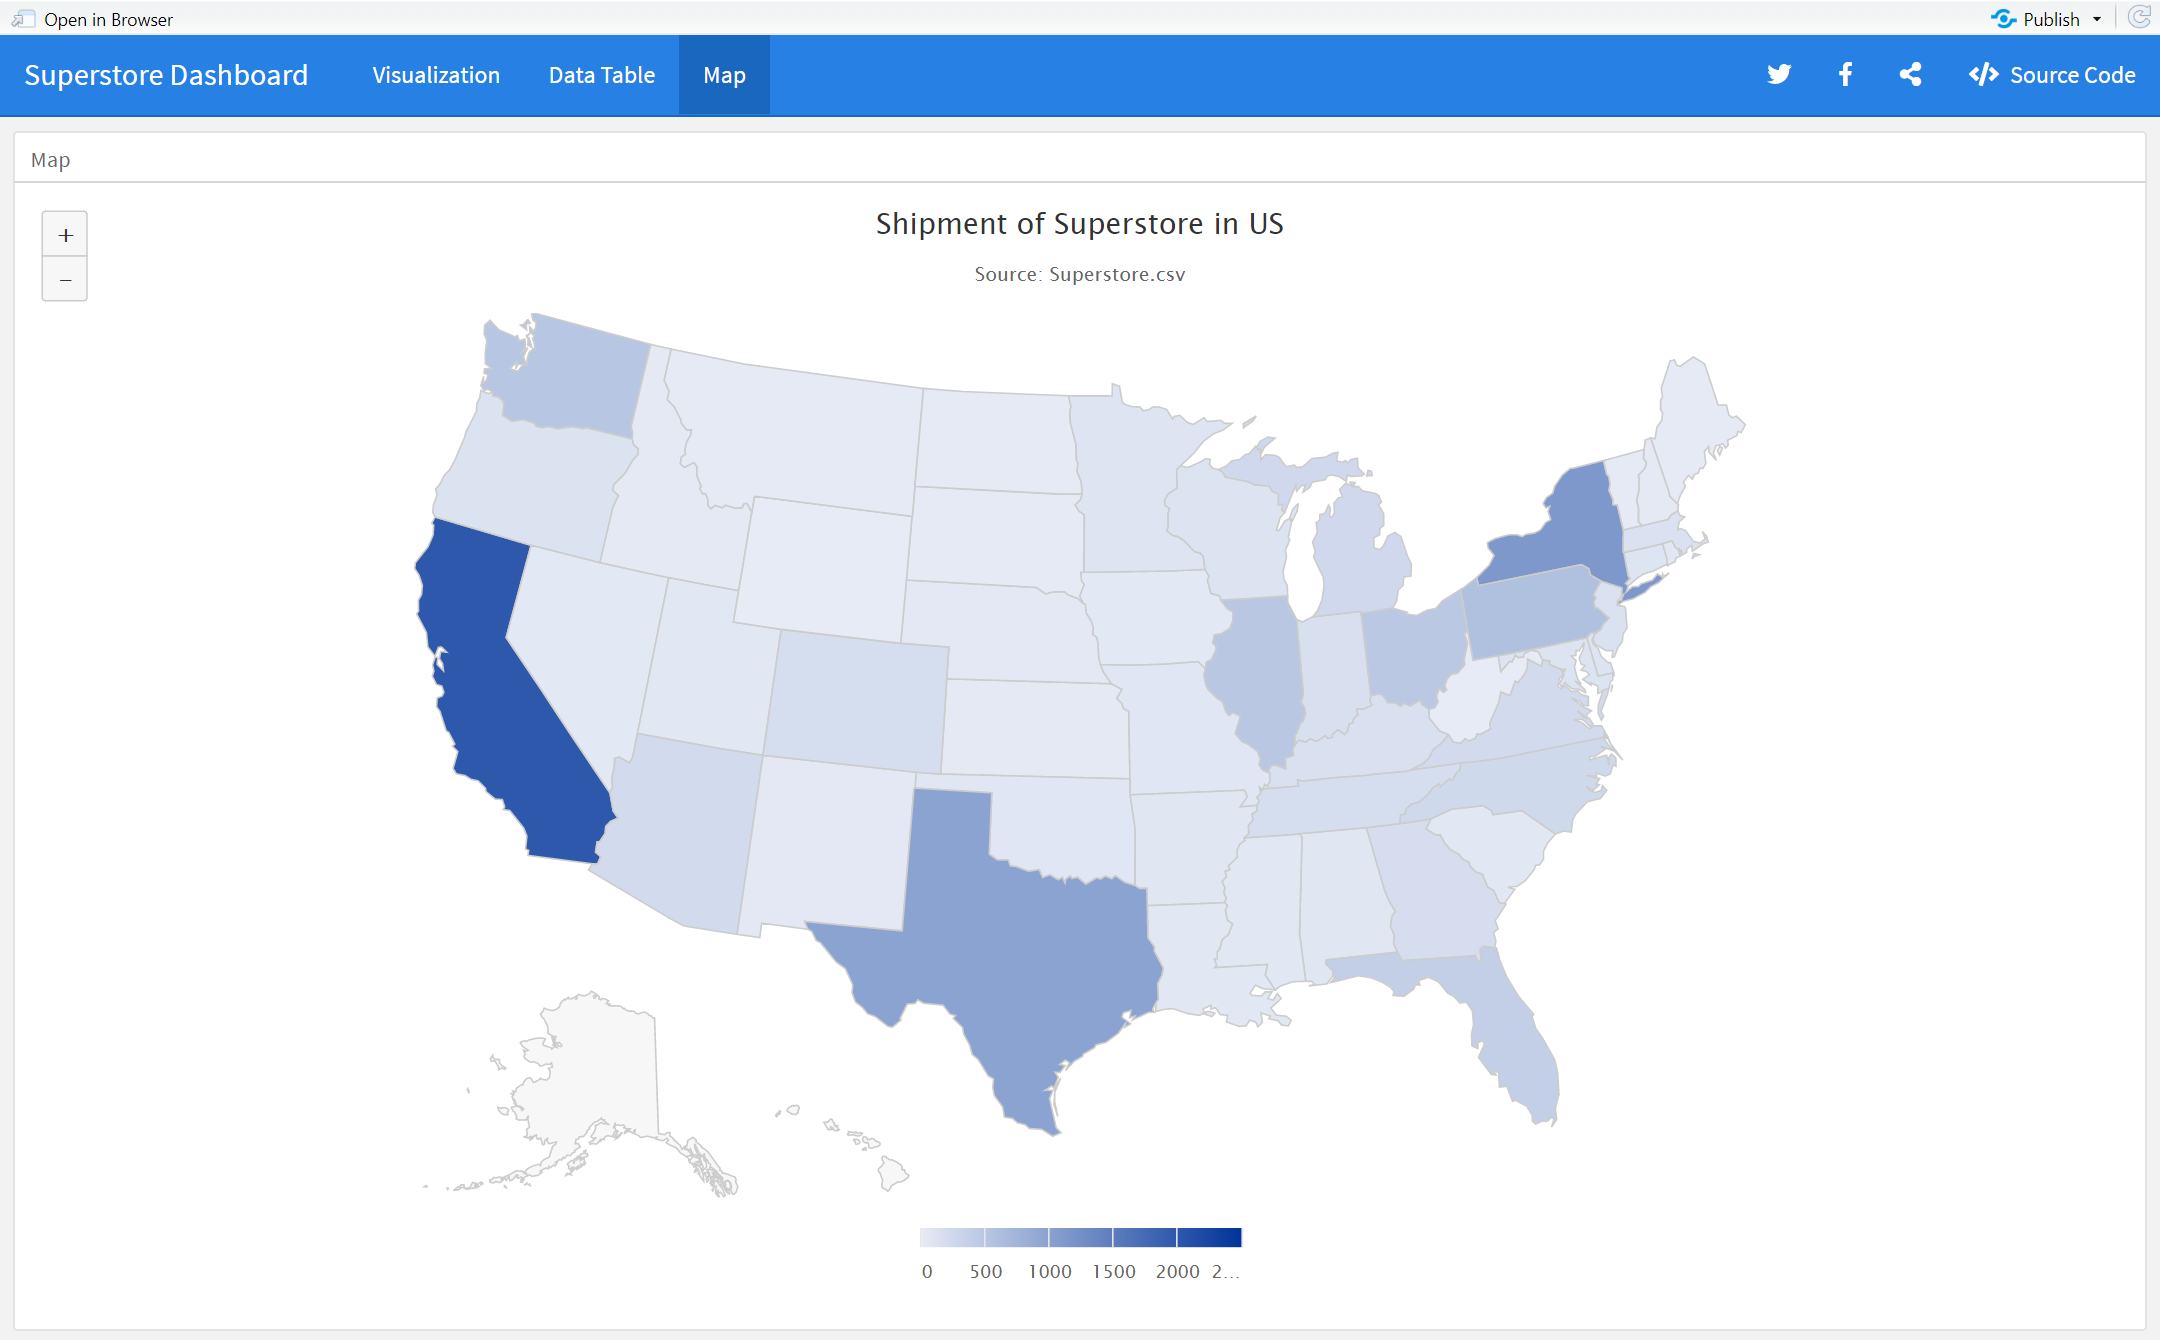 Open in Browser
Publish
Superstore Dashboard
Visualization
Data Table
Map
Source Code
Map
+
−
Shipment of Superstore in US
Source: Superstore.csv
0 500 1000 1500 2000 2...